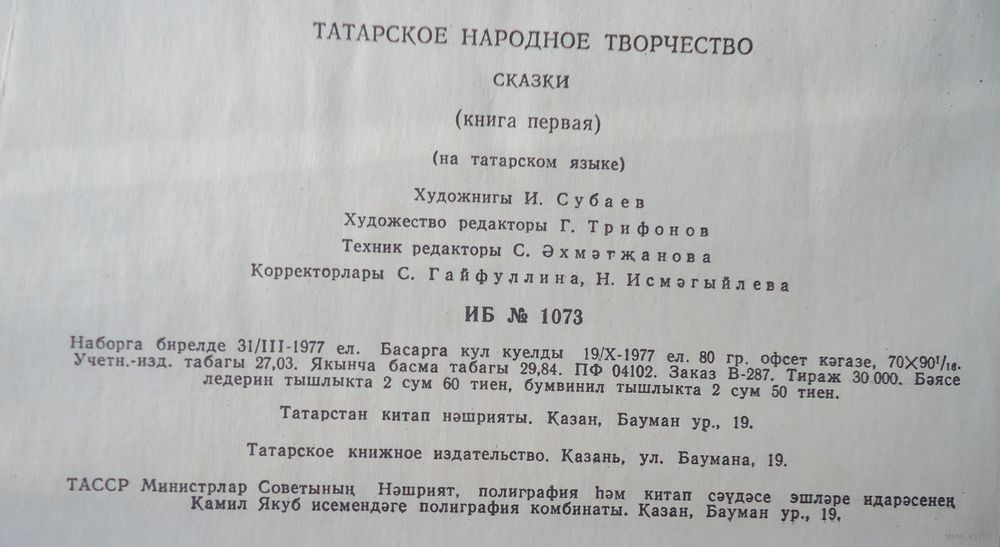 ТАТАРСКОЕ НАРОДНОЕ ТВОРЧЕСТВО
СКАЗКИ
(книга первая)
(на татарском языке)
Художнигы И. Субаев
Художество редакторы Г. Трифонов
Техник редакторы С. Әхмәтҗанова
Корректорлары С. Гайфуллина, Н. Исмәгыйлева
ИБ № 1073
Наборга бирелде 31/III-1977 ел. Басарга кул куелды 19/X-1977 ел. 80 гр. офсет кәгазе, 70×90 1/16.
Учетн.-изд. табагы 27,03. Якынча басма табагы 29,84. ПФ 04102. Заказ В-287. Тираж 30 000. Бәясе
ледерин тышлыкта 2 сум 60 тиен, бумвинил тышлыкта 2 сум 50 тиен.
Татарстан китап нәшрияты. Казан, Бауман ур., 19.
Татарское книжное издательство. Казань, ул. Баумана, 19.
ТАССР Министрлар Советының Нәшрият, полиграфия һәм китап сәүдәсе эшләре идарәсенең
Камил Якуб исемендәге полиграфия комбинаты. Казан, Бауман ур., 19.